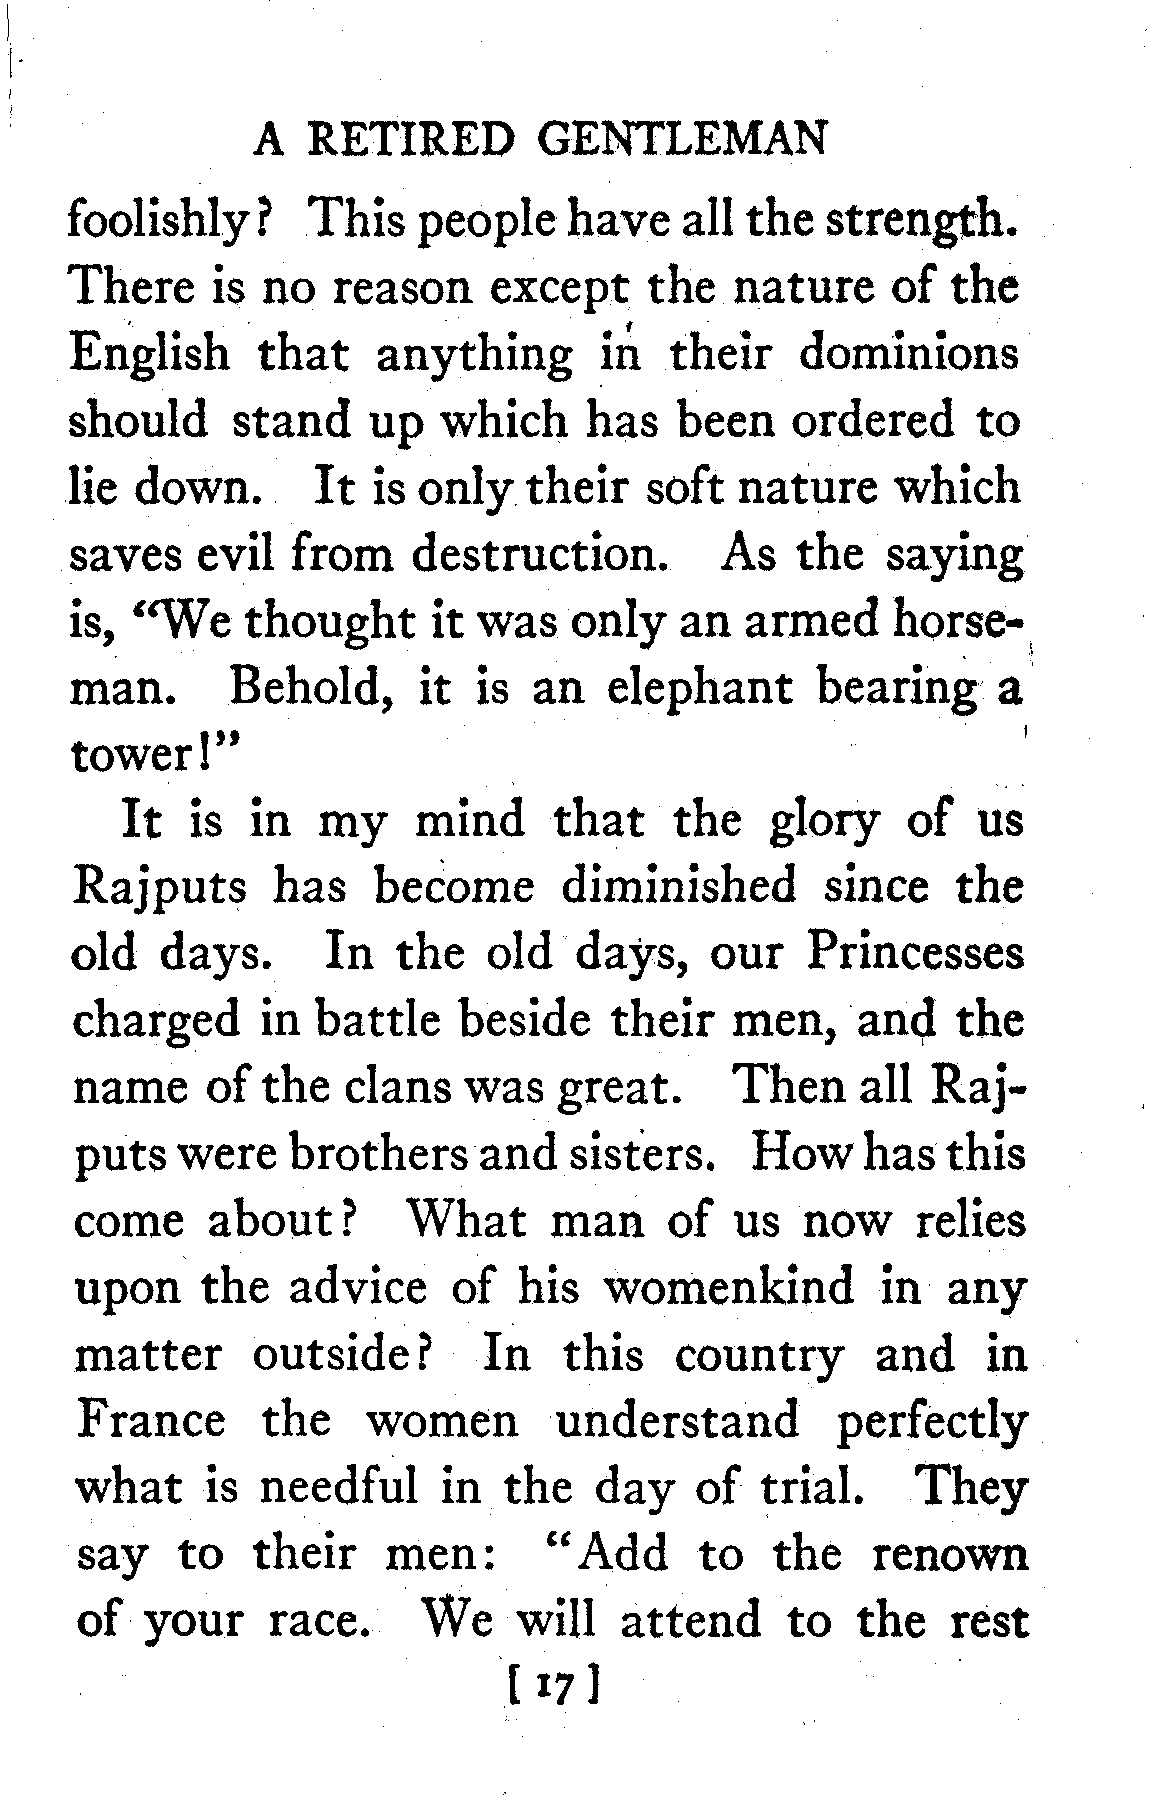 A RETIRED GENTLEMAN
foolishly? This people have all the strength.
There is no reason except the nature of the
English that anything in their dominions
should stand up which has been ordered to
lie down. It is only their soft nature which
saves evil from destruction. As the saying
is, “We thought it was only an armed horse-
man. Behold, it is an elephant bearing a
tower!”
It is in my mind that the glory of us
Rajputs has become diminished since the
old days. In the old days, our Princesses
charged in battle beside their men, and the
name of the clans was great. Then all Raj-
puts were brothers and sisters. How has this
come about? What man of us now relies
upon the advice of his womenkind in any
matter outside? In this country and in
France the women understand perfectly
what is needful in the day of trial. They
say to their men: “Add to the renown
of your race. We will attend to the rest
[ 17 ]